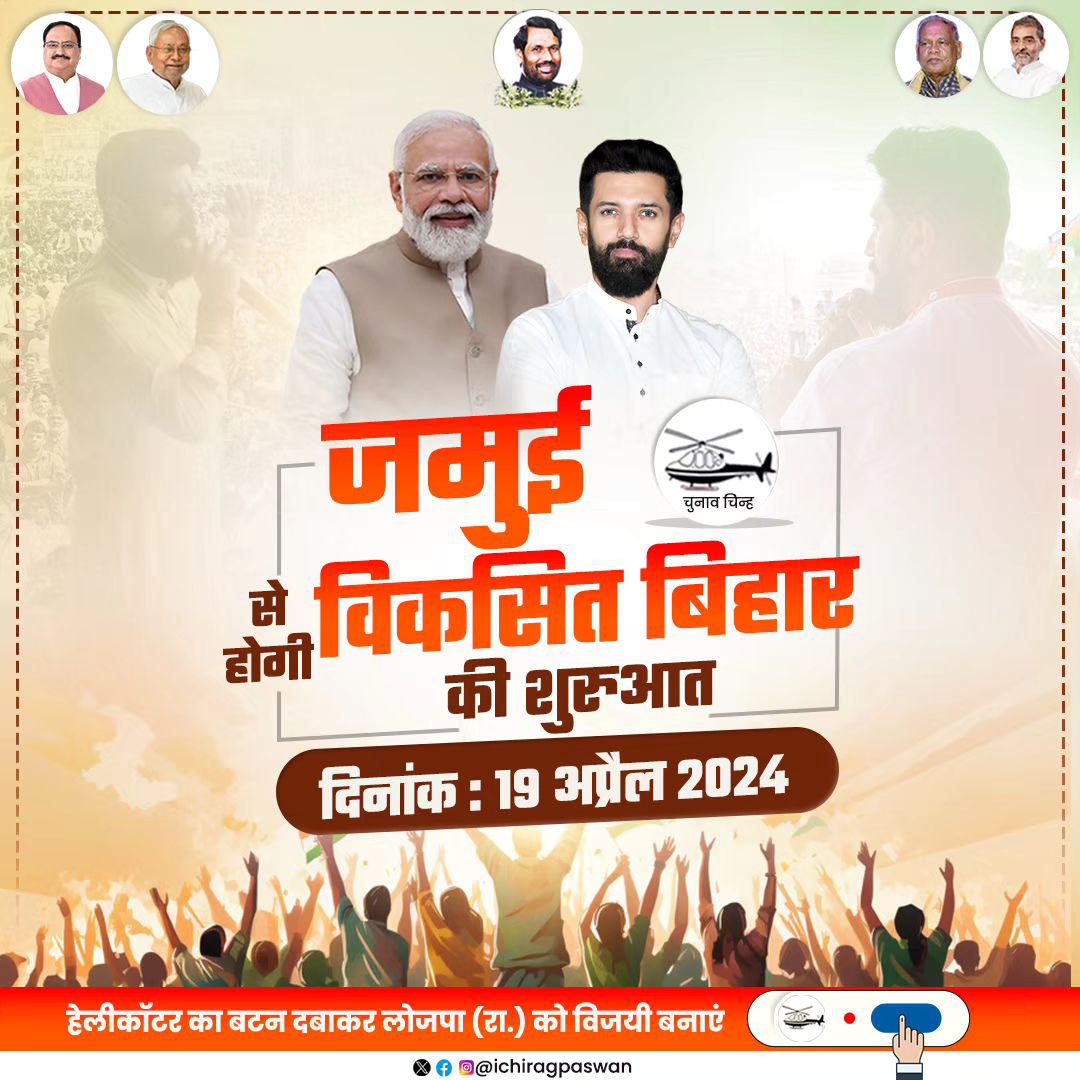 जमुई
चुनाव चिन्ह
से
होगी
विकसित बिहार
की शुरुआत
दिनांक : 19 अप्रैल 2024
हेलीकॉटर का बटन दबाकर लोजपा (रा.) को विजयी बनाएं
@ichiragpaswan